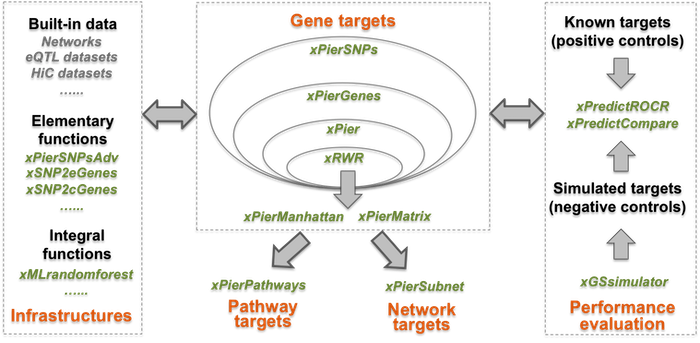 Built-in data
Networks
eQTL datasets
HiC datasets
......
Elementary
functions
xPierSNPsAdv
xSNP2eGenes
xSNP2cGenes
......
Integral
functions
xMLrandomforest
......
Infrastructures
Gene targets
xPierSNPs
xPierGenes
xPier
xRWR
xPierManhattan xPierMatrix
xPierPathways
Pathway
targets
xPierSubnet
Network
targets
Known targets
(positive controls)
xPredictROCR
xPredictCompare
Simulated targets
(negative controls)
xGSsimulator
Performance
evaluation